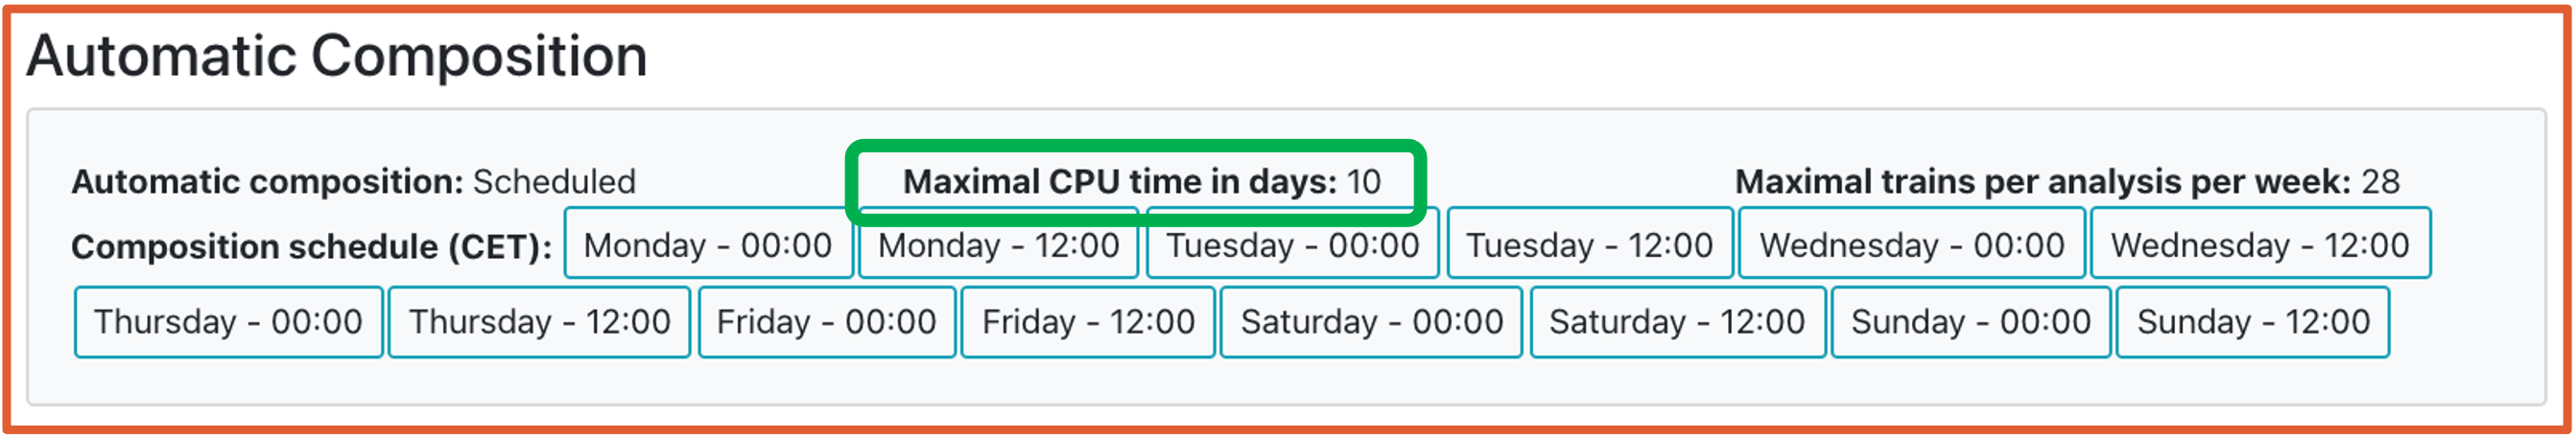 Automatic Composition
Automatic composition: Scheduled Maximal CPU time in days: 10 Maximal trains per analysis per week: 28
Composition schedule (CET): Monday - 00:00 Monday - 12:00 Tuesday - 00:00 Tuesday - 12:00 Wednesday - 00:00 Wednesday - 12:00
Thursday - 00:00 Thursday - 12:00 Friday - 00:00 Friday - 12:00 Saturday - 00:00 Saturday - 12:00 Sunday - 00:00 Sunday - 12:00